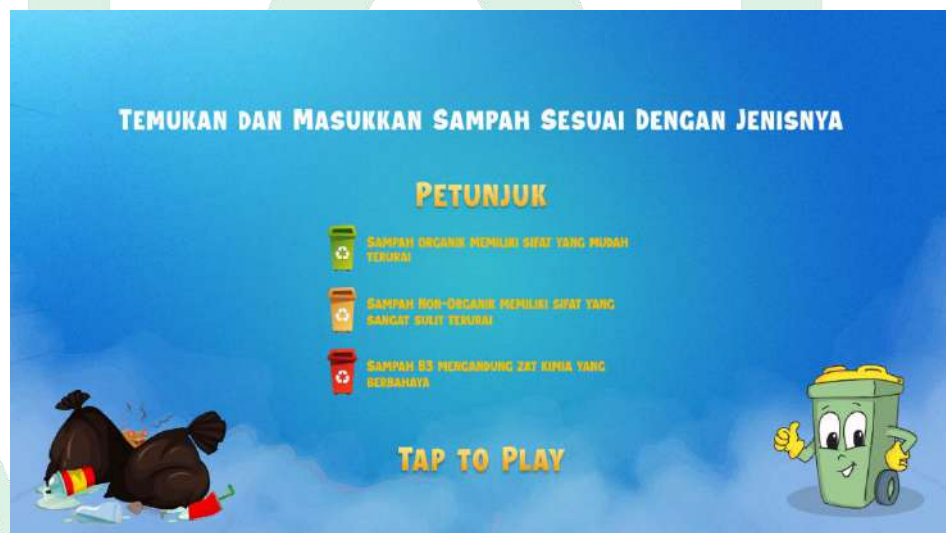 TEMUKAN DAN MASUKKAN SAMPAH SESUAI DENGAN JENISNYA
PETUNJUK
SAMPAH ORGANIK MEMILIKI SIFAT YANG MUDAH
TERURAI
SAMPAH NON-ORGANIK MEMILIKI SIFAT YANG
SANGAT SULIT TERURAI
SAMPAH B3 MENGANDUNG ZAT KIMIA YANG
BERBAHAYA
TAP TO PLAY